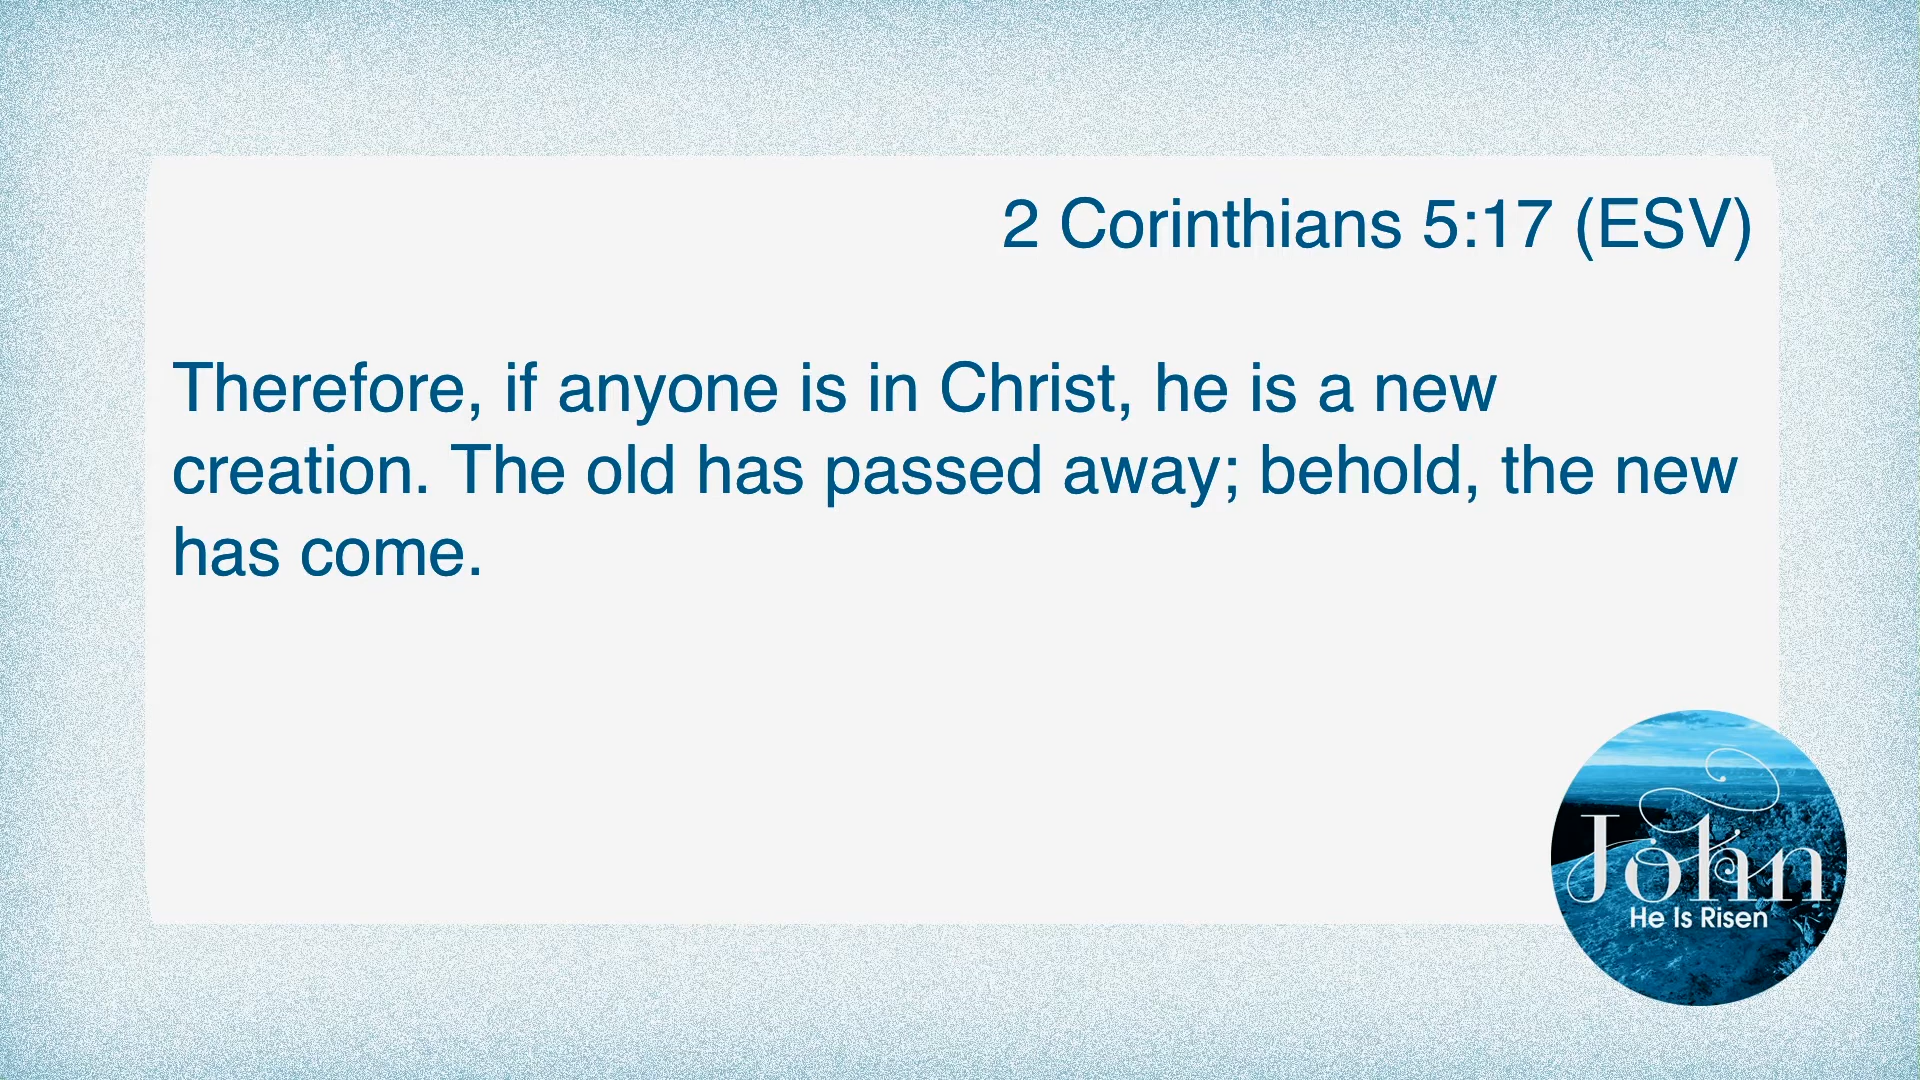 2 Corinthians 5:17 (ESV)
Therefore, if anyone is in Christ, he is a new
creation. The old has passed away; behold, the new
has come.
John
He Is Risen